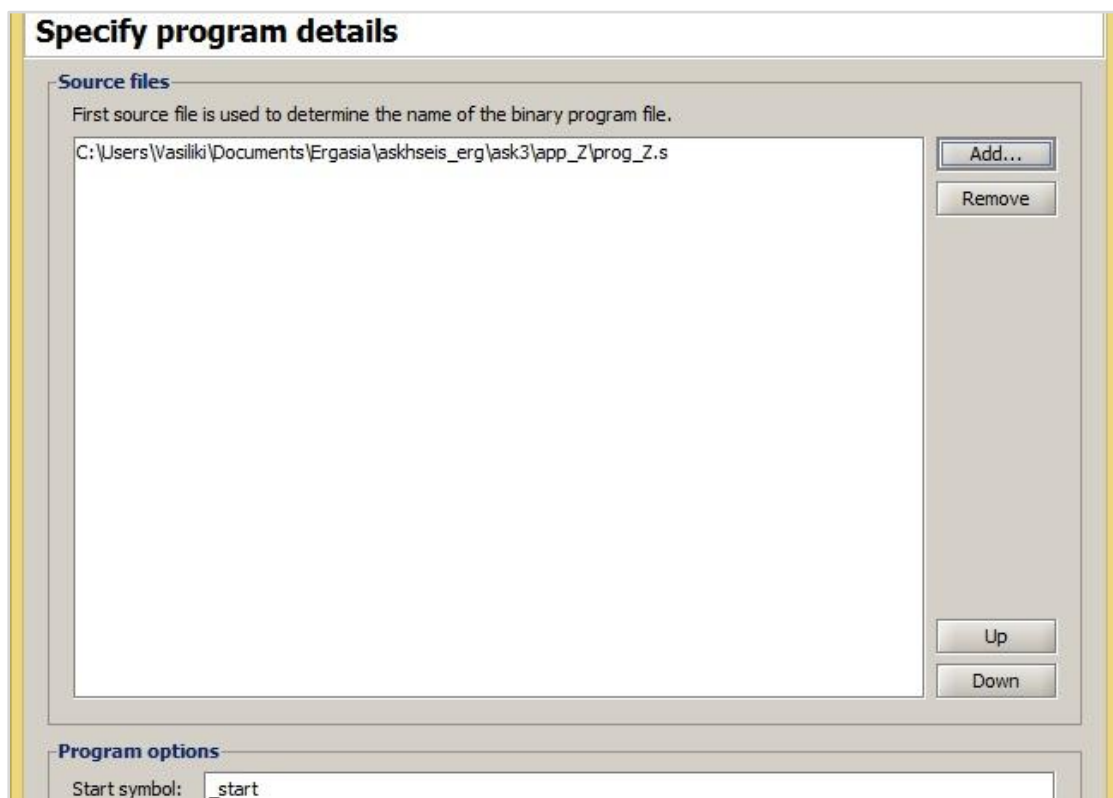 Specify program details
Source files
First source file is used to determine the name of the binary program file.
C:\Users\Vasiliki\Documents\Ergasia\askhseis_erg\ask3\app_Z\prog_Z.s
Add...
Remove
Up
Down
Program options
Start symbol: _start